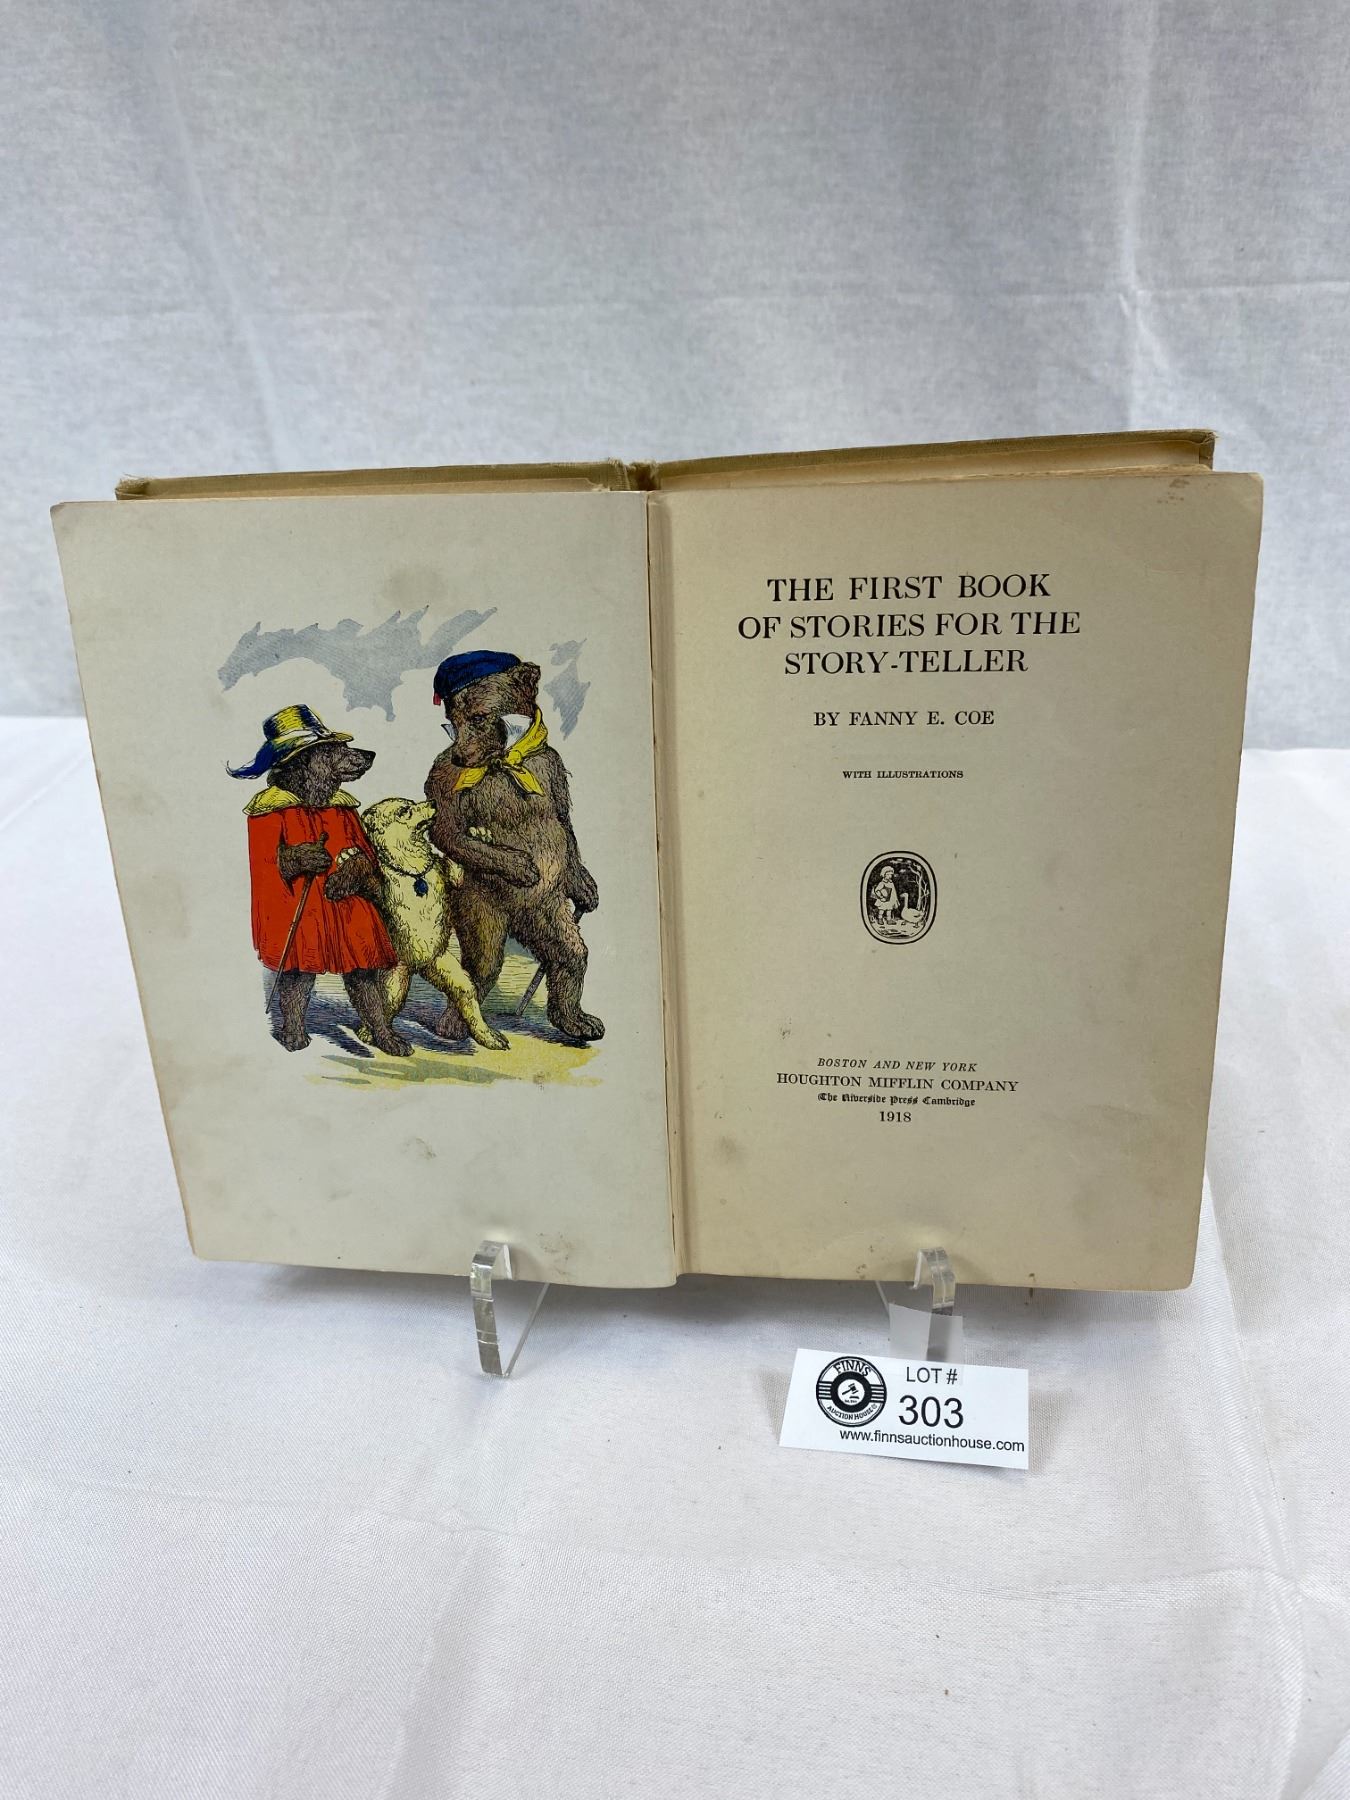 THE FIRST BOOK
OF STORIES FOR THE
STORY-TELLER
BY FANNY E. COE
WITH ILLUSTRATIONS
BOSTON AND NEW YORK
HOUGHTON MIFFLIN COMPANY
The Riverside Press Cambridge
1918
FINNS
AUCTION HOUSE
LOT #
303
www.finnsauctionhouse.com